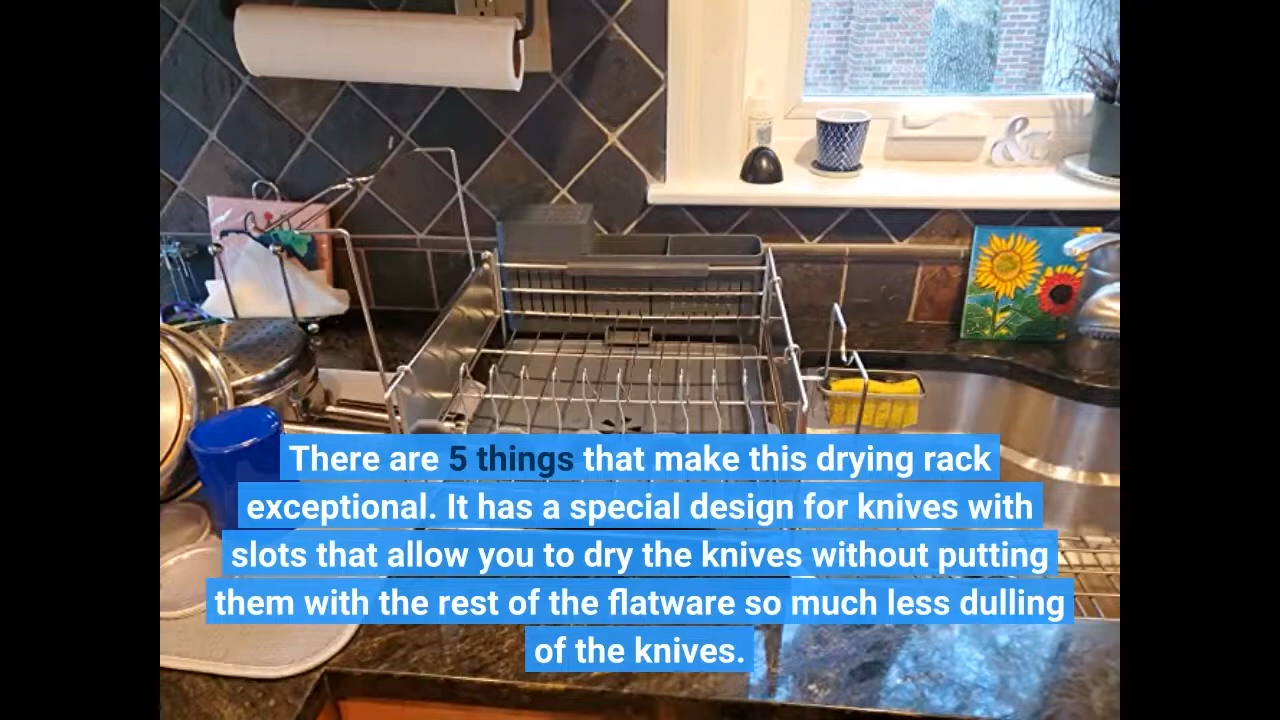 There are 5 things that make this drying rack
exceptional. It has a special design for knives with
slots that allow you to dry the knives without putting
them with the rest of the flatware so much less dulling
of the knives.
&